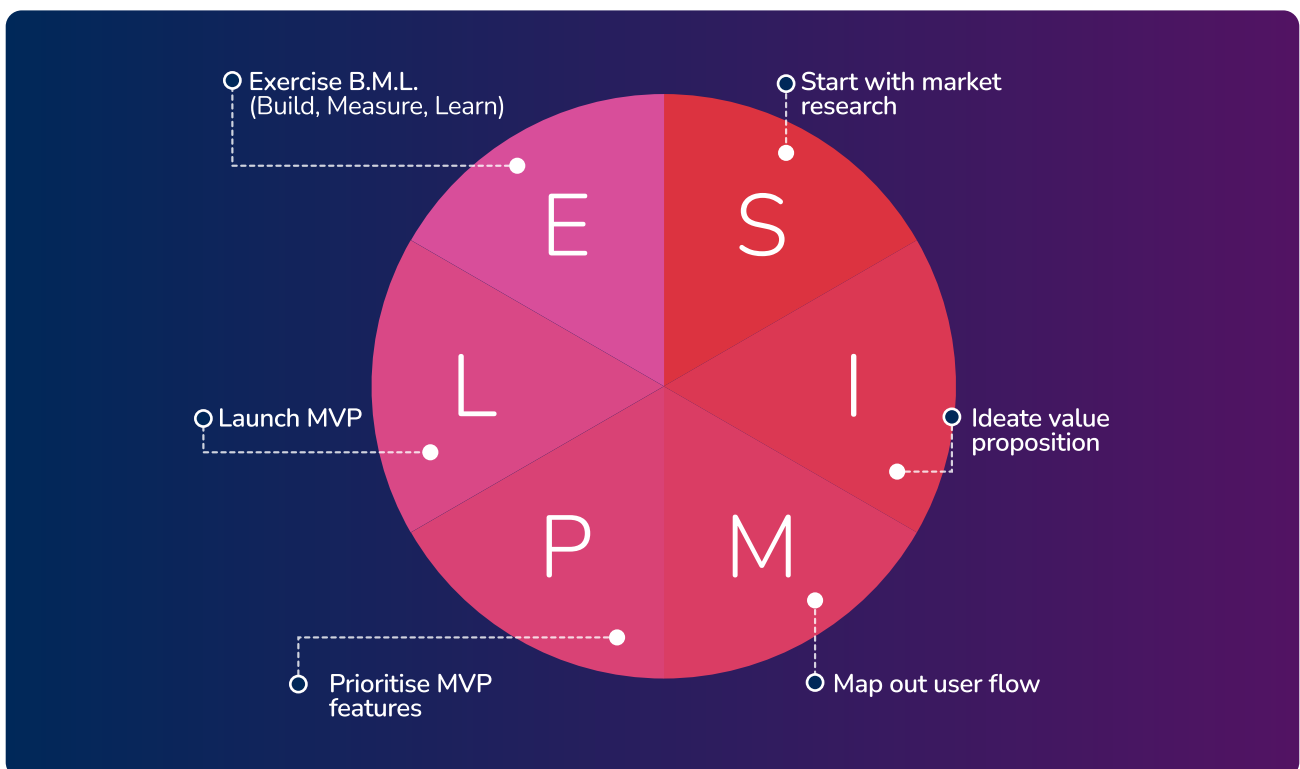 Exercise B.M.L.
(Build, Measure, Learn)
Start with market
research
E
S
L
I
Launch MVP
Ideate value
proposition
P
M
Prioritise MVP
features
Map out user flow